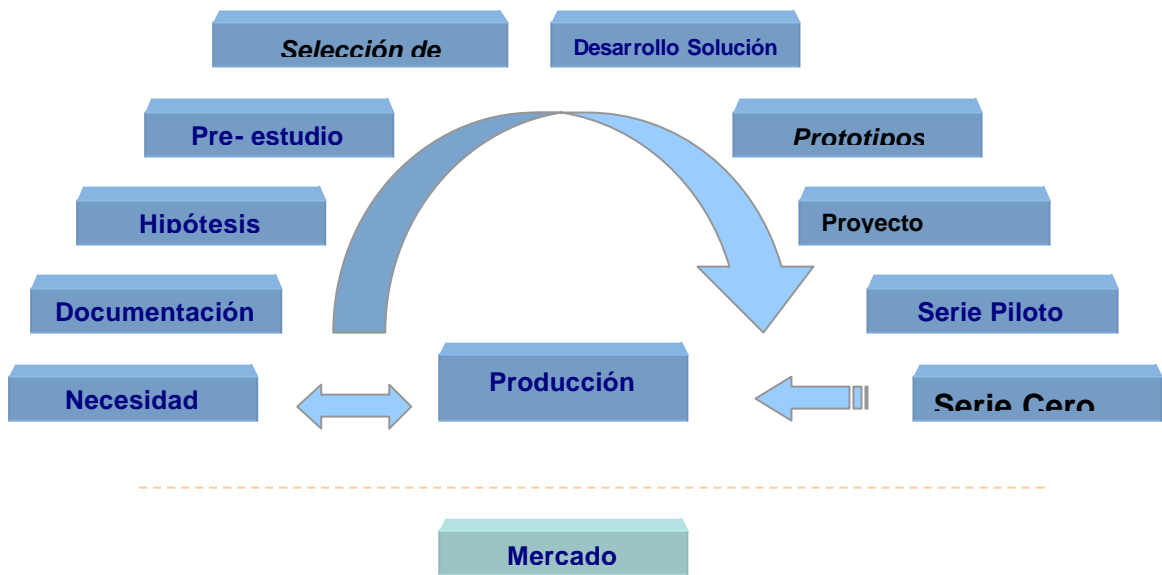 Selección de
Desarrollo Solución
Pre- estudio
Prototipos
Hipótesis
Proyecto
Documentación
Serie Piloto
Necesidad
Producción
Serie Cero
Mercado